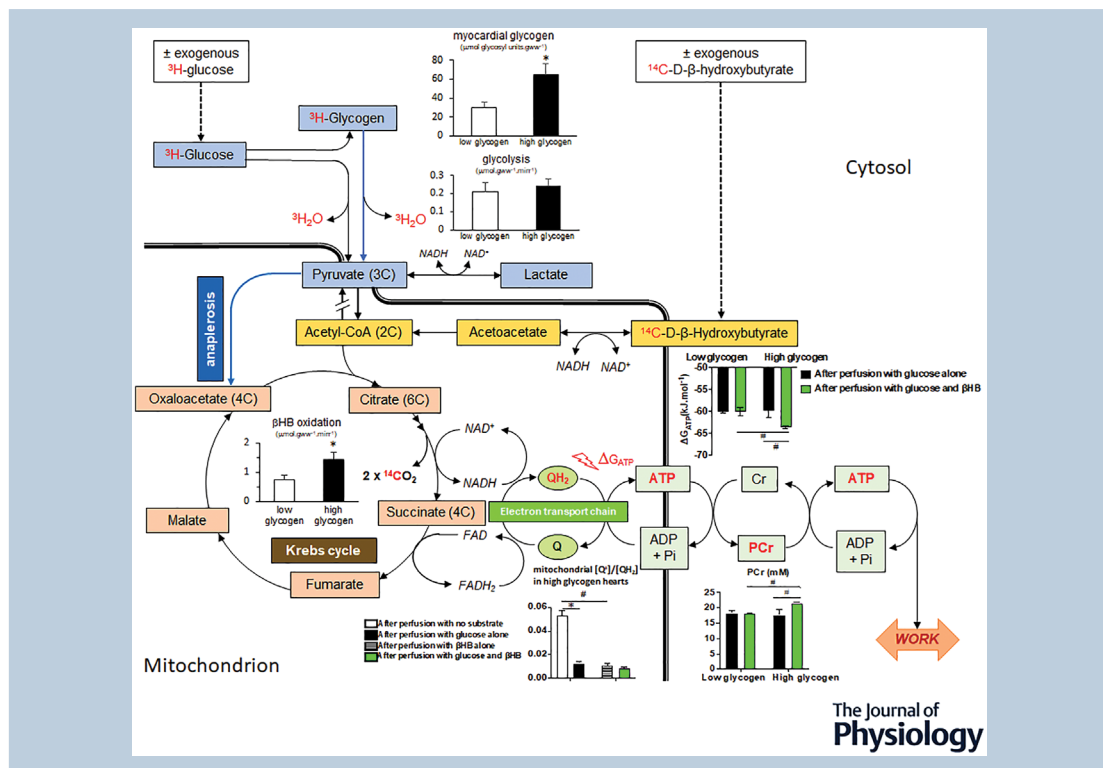 ± exogenous
³H-glucose
³H-Glycogen
³H-Glucose
³H₂O
³H₂O
myocardial glycogen
(µmol glycosyl units.gww⁻¹)
80
60
40
20
0
*
low glycogen
high glycogen
glycolysis
(µmol.gww⁻¹.min⁻¹)
0.3
0.2
0.1
0
low glycogen
high glycogen
± exogenous
¹⁴C-D-β-hydroxybutyrate
Cytosol
NADH
NAD⁺
Pyruvate (3C)
Lactate
anaplerosis
Acetyl-CoA (2C)
Acetoacetate
¹⁴C-D-β-Hydroxybutyrate
NADH
NAD⁺
Low glycogen
High glycogen
-50
-55
-60
-65
-70
ΔG_ATP (kJ.mol⁻¹)
After perfusion with glucose alone
After perfusion with glucose and βHB
#
#
Oxaloacetate (4C)
Citrate (6C)
βHB oxidation
(µmol.gww⁻¹.min⁻¹)
2
1
0
*
low
glycogen
high
glycogen
2 x ¹⁴CO₂
NAD⁺
NADH
QH₂
ΔG_ATP
ATP
Cr
ATP
Succinate (4C)
Electron transport chain
Malate
Krebs cycle
FAD
Q
ADP
+ Pi
PCr
ADP
+ Pi
Fumarate
FADH₂
mitochondrial [Q]/[QH₂]
in high glycogen hearts
#
*
0.06
0.04
0.02
0.00
After perfusion with no substrate
After perfusion with glucose alone
After perfusion with βHB alone
After perfusion with glucose and βHB
PCr (mM)
#
#
25
20
15
10
5
0
Low glycogen
High glycogen
WORK
Mitochondrion
The Journal of
Physiology